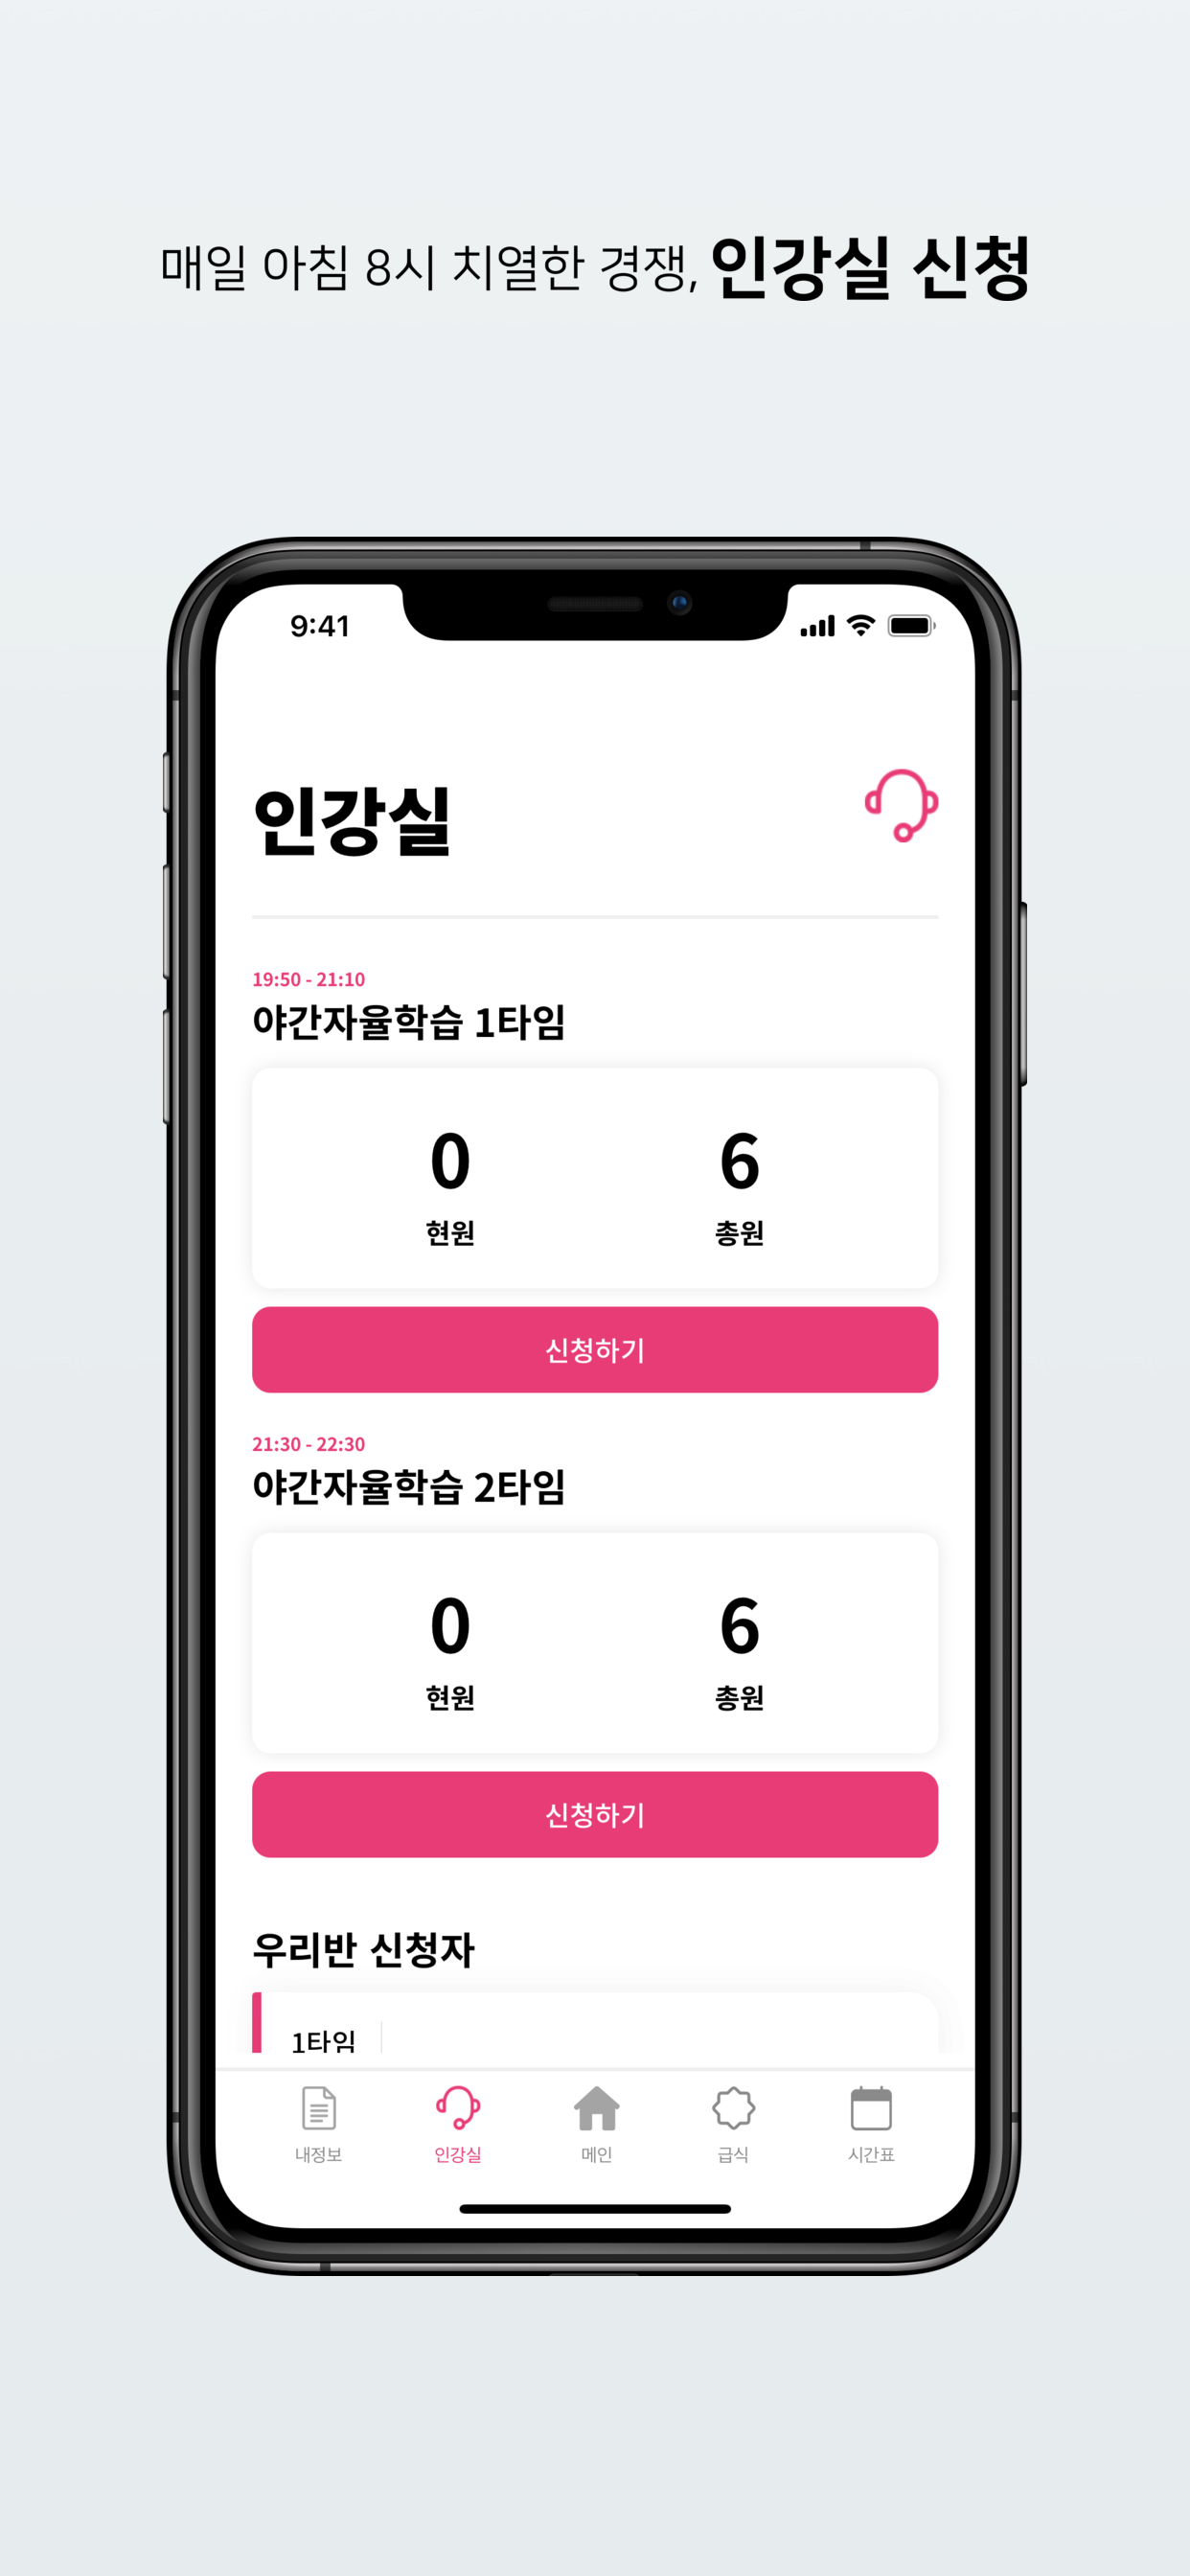 매일 아침 8시 치열한 경쟁, 인강실 신청
9:41
인강실
19:50 - 21:10
야간자율학습 1타임
0 6
현원 총원
신청하기
21:30 - 22:30
야간자율학습 2타임
0 6
현원 총원
신청하기
우리반 신청자
1타임
내정보 인강실 메인 급식 시간표